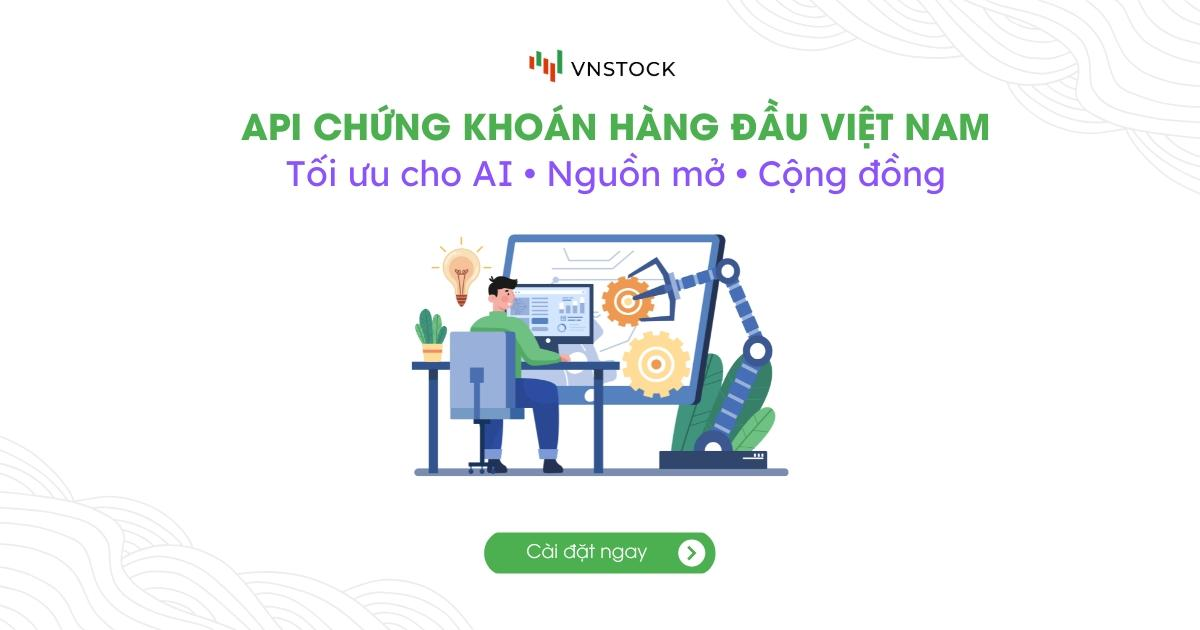 VNSTOCK
API CHỨNG KHOÁN HÀNG ĐẦU VIỆT NAM
Tối ưu cho AI • Nguồn mở • Cộng đồng
Cài đặt ngay